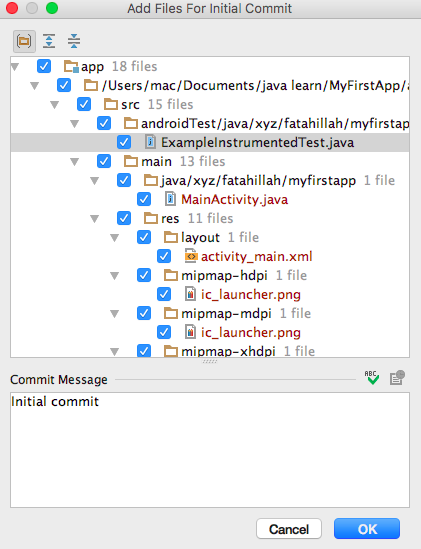 Add Files For Initial Commit
app 18 files
/Users/mac/Documents/java learn/MyFirstApp/a
src 15 files
androidTest/java/xyz/fatahillah/myfirstap
ExampleInstrumentedTest.java
main 13 files
java/xyz/fatahillah/myfirstapp 1 file
MainActivity.java
res 11 files
layout 1 file
activity_main.xml
mipmap-hdpi 1 file
ic_launcher.png
mipmap-mdpi 1 file
ic_launcher.png
mipmap-xhdpi 1 file
Commit Message
ABC
Initial commit
Cancel
OK